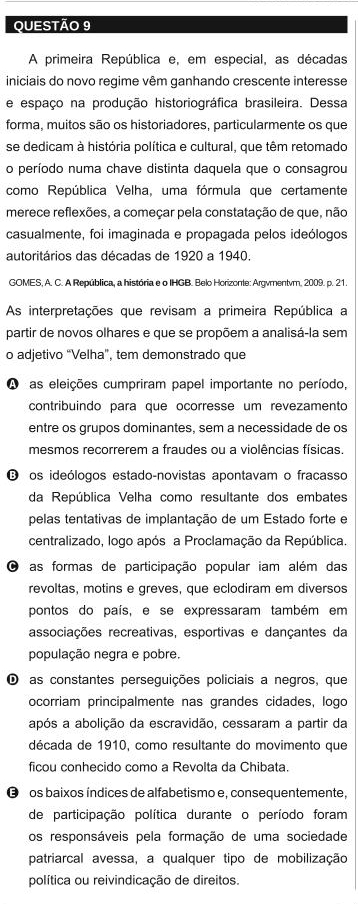 QUESTÃO 9
A primeira República e, em especial, as décadas
iniciais do novo regime vêm ganhando crescente interesse
e espaço na produção historiográfica brasileira. Dessa
forma, muitos são os historiadores, particularmente os que
se dedicam à história política e cultural, que têm retomado
o período numa chave distinta daquela que o consagrou
como República Velha, uma fórmula que certamente
merece reflexões, a começar pela constatação de que, não
casualmente, foi imaginada e propagada pelos ideólogos
autoritários das décadas de 1920 a 1940.
GOMES, A. C. A República, a história e o IHGB. Belo Horizonte: Argvmentvm, 2009. p. 21.
As interpretações que revisam a primeira República a
partir de novos olhares e que se propõem a analisá-la sem
o adjetivo “Velha”, tem demonstrado que
A as eleições cumpriram papel importante no período,
contribuindo para que ocorresse um revezamento
entre os grupos dominantes, sem a necessidade de os
mesmos recorrerem a fraudes ou a violências físicas.
B os ideólogos estado-novistas apontavam o fracasso
da República Velha como resultante dos embates
pelas tentativas de implantação de um Estado forte e
centralizado, logo após a Proclamação da República.
C as formas de participação popular iam além das
revoltas, motins e greves, que eclodiram em diversos
pontos do país, e se expressaram também em
associações recreativas, esportivas e dançantes da
população negra e pobre.
D as constantes perseguições policiais a negros, que
ocorriam principalmente nas grandes cidades, logo
após a abolição da escravidão, cessaram a partir da
década de 1910, como resultante do movimento que
ficou conhecido como a Revolta da Chibata.
E os baixos índices de alfabetismo e, consequentemente,
de participação política durante o período foram
os responsáveis pela formação de uma sociedade
patriarcal avessa, a qualquer tipo de mobilização
política ou reivindicação de direitos.